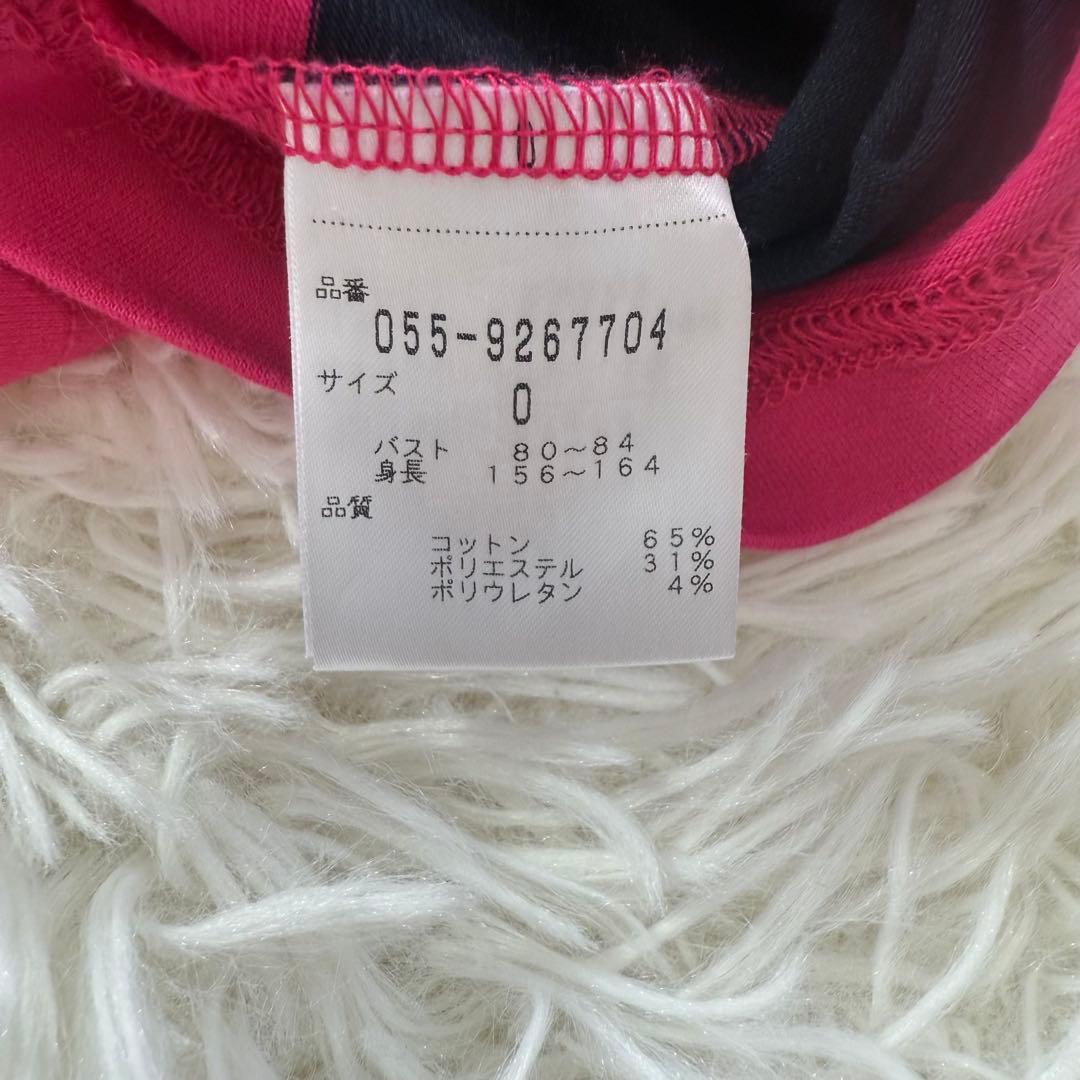 品番
055-9267704
サイズ
0
バスト 80~84
身長 156~164
品質
コットン 65%
ポリエステル 31%
ポリウレタン 4%